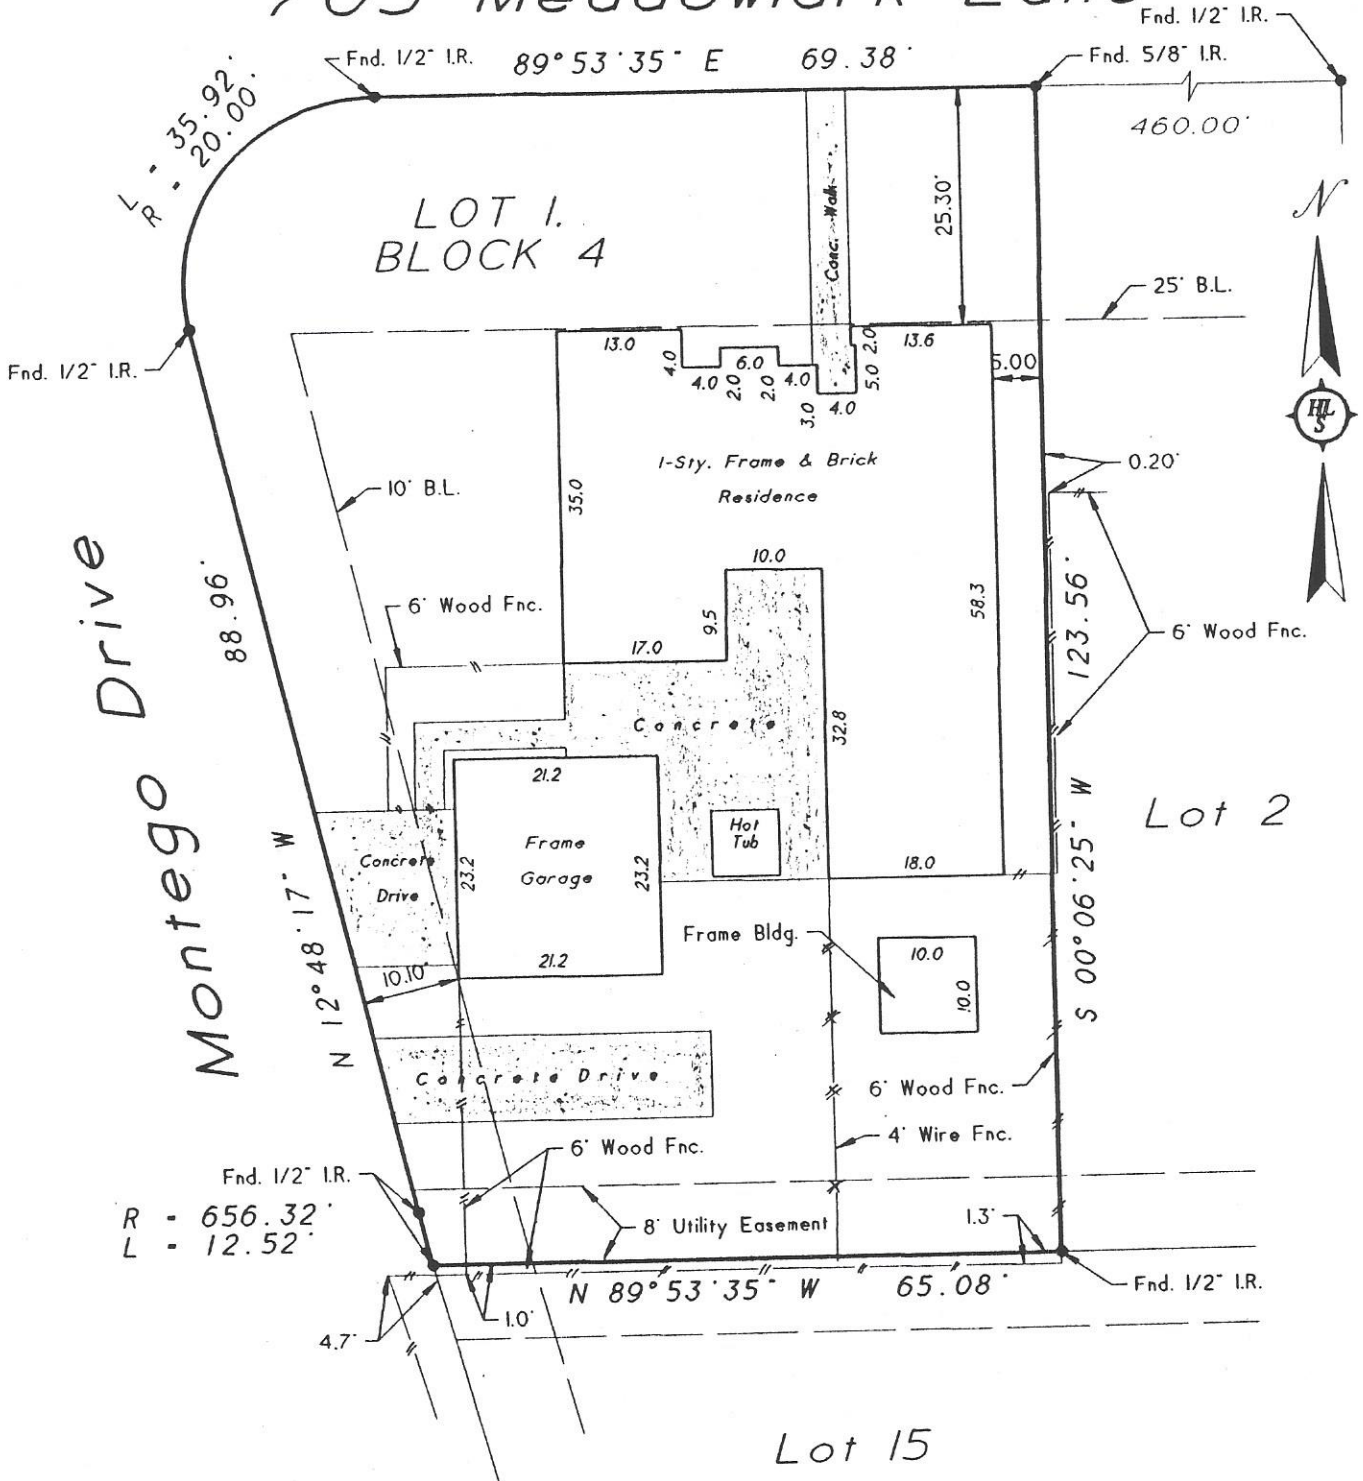 Fnd. 1/2" I.R.
Fnd. 1/2" I.R.
89°53'35" E 69.38'
Fnd. 5/8" I.R.
L - 35.92'
R - 20.00'
460.00'
N
LOT 1.
BLOCK 4
Conc. Walk
25.30'
25' B.L.
Fnd. 1/2" I.R.
13.0
4.0
4.0
2.0
6.0
2.0
4.0
3.0
4.0
5.0
2.0
13.6
5.00
HL
S
1-Sty. Frame & Brick
Residence
0.20'
10' B.L.
35.0
10.0
9.5
17.0
58.3
123.56'
6' Wood Fnc.
6' Wood Fnc.
88.96'
Montego Drive
Concrete
32.8
21.2
Frame
Garage
23.2
23.2
21.2
Hot
Tub
Lot 2
Concrete
Drive
18.0
N 12°48'17" W
S 00°06'25" W
Frame Bldg.
10.0
10.0
10.10'
Concrete Drive
6' Wood Fnc.
4' Wire Fnc.
6' Wood Fnc.
Fnd. 1/2" I.R.
R - 656.32'
L - 12.52'
8' Utility Easement
1.3'
N 89°53'35" W 65.08'
Fnd. 1/2" I.R.
1.0'
4.7'
Lot 15